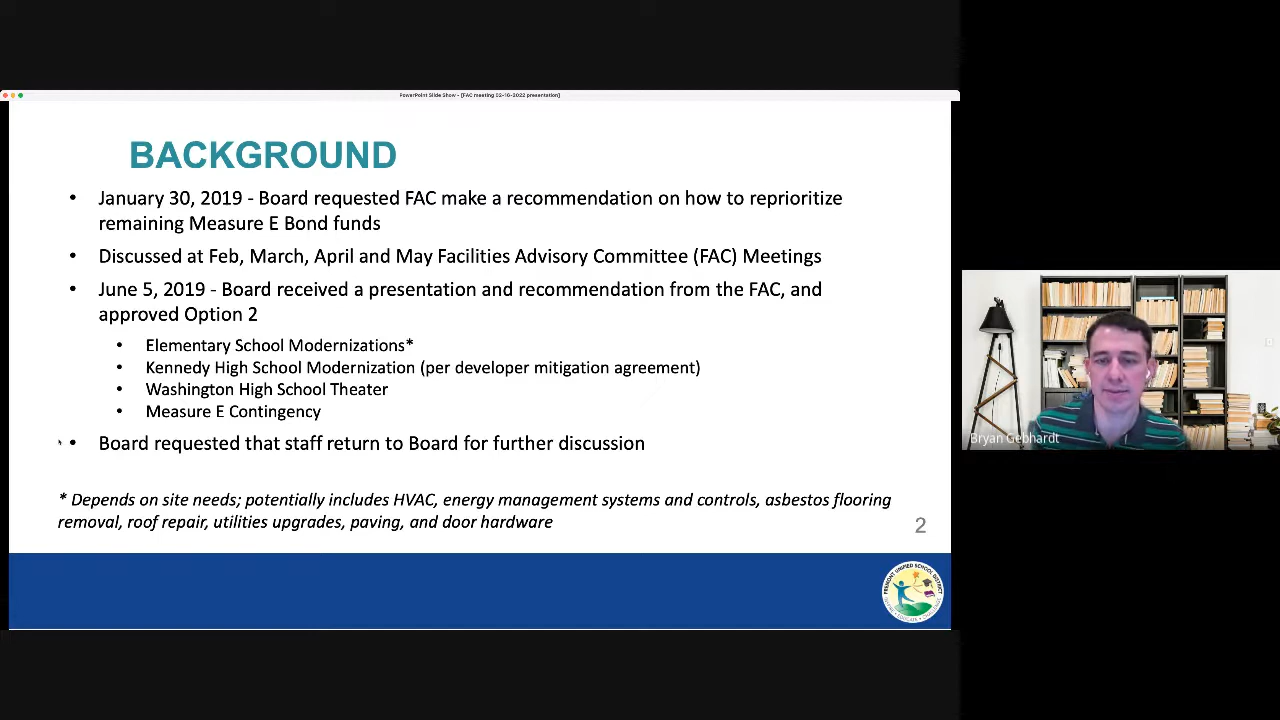 PowerPoint Slide Show - [FAC meeting 02-16-2022 presentation]
BACKGROUND
• January 30, 2019 - Board requested FAC make a recommendation on how to reprioritize
remaining Measure E Bond funds
• Discussed at Feb, March, April and May Facilities Advisory Committee (FAC) Meetings
• June 5, 2019 - Board received a presentation and recommendation from the FAC, and
approved Option 2
• Elementary School Modernizations*
• Kennedy High School Modernization (per developer mitigation agreement)
• Washington High School Theater
• Measure E Contingency
• Board requested that staff return to Board for further discussion
* Depends on site needs; potentially includes HVAC, energy management systems and controls, asbestos flooring
removal, roof repair, utilities upgrades, paving, and door hardware
2
FREMONT UNIFIED SCHOOL DISTRICT
Bryan Gebhardt